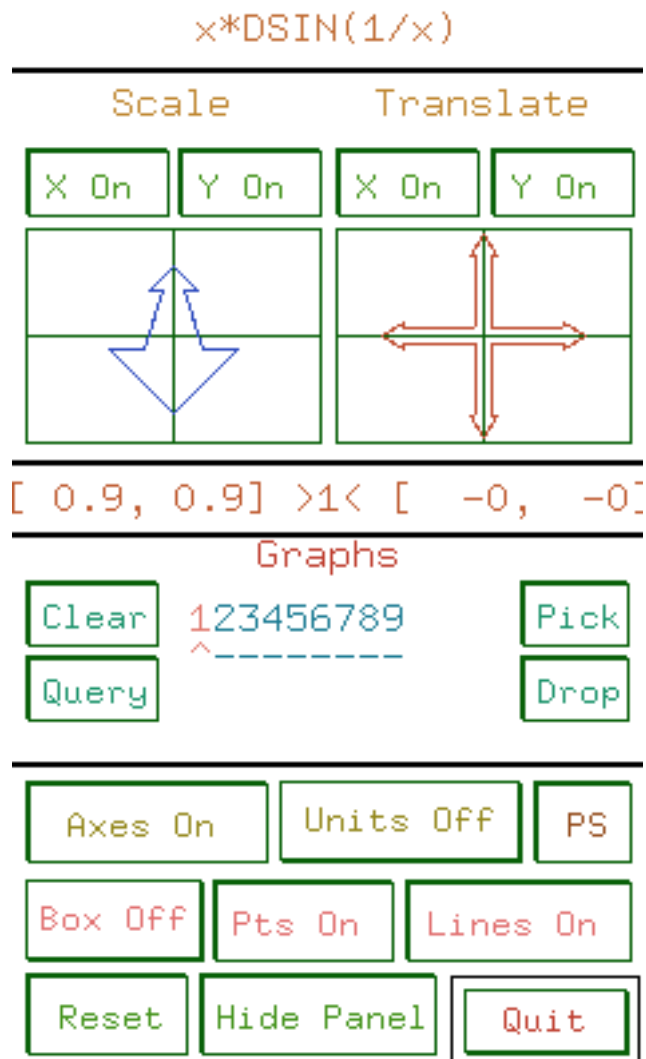 x*DSIN(1/x)
Scale Translate
X On Y On X On Y On
[ 0.9, 0.9] >1< [ -0, -0]
Graphs
Clear 123456789 Pick
^________
Query Drop
Axes On Units Off PS
Box Off Pts On Lines On
Reset Hide Panel Quit